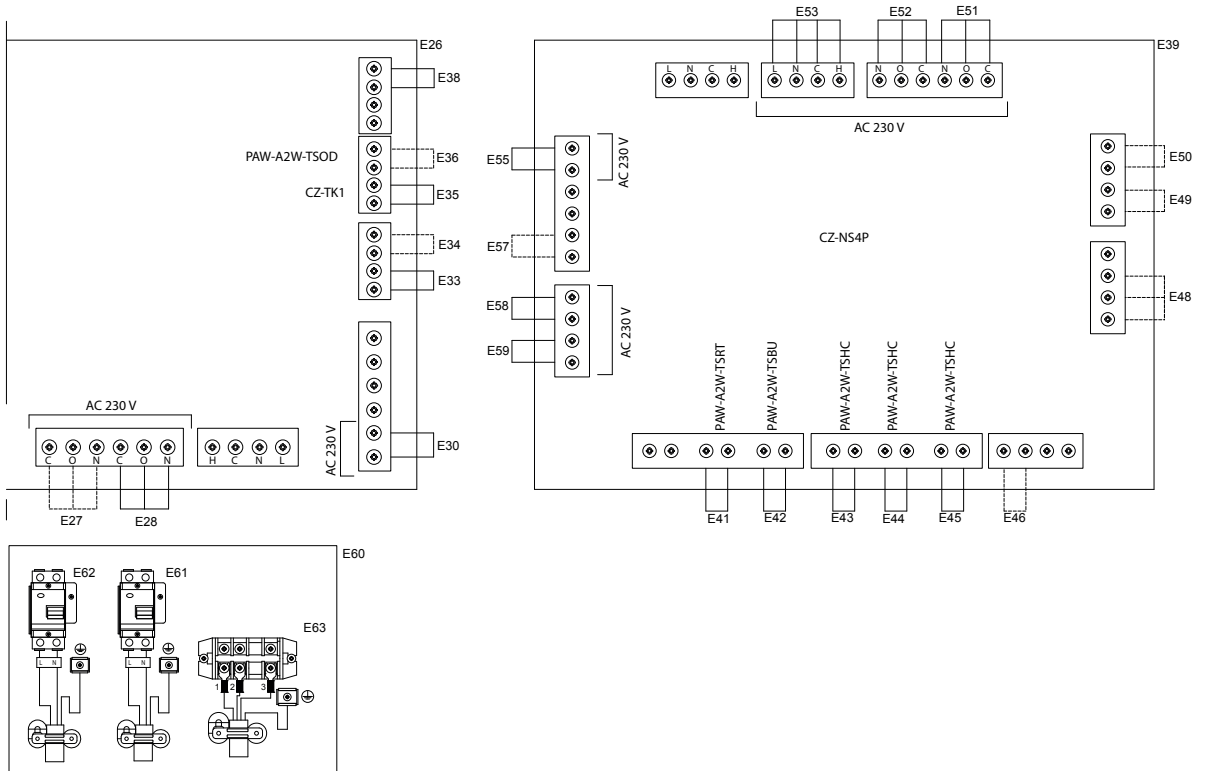 E53
E52
E51
E26
E39
L N C H
L N C H
N O C N O C
AC 230 V
E38
PAW-A2W-TSOD
E36
CZ-TK1
E35
E34
E33
AC 230 V
E30
AC 230 V
C O N C O N
H C N L
E27
E28
E55
AC 230 V
E57
E58
E59
AC 230 V
CZ-NS4P
E50
E49
E48
PAW-A2W-TSRT
PAW-A2W-TSBU
PAW-A2W-TSHC
PAW-A2W-TSHC
PAW-A2W-TSHC
E41
E42
E43
E44
E45
E46
E60
E62
E61
E63
L N
L N
1 2 3